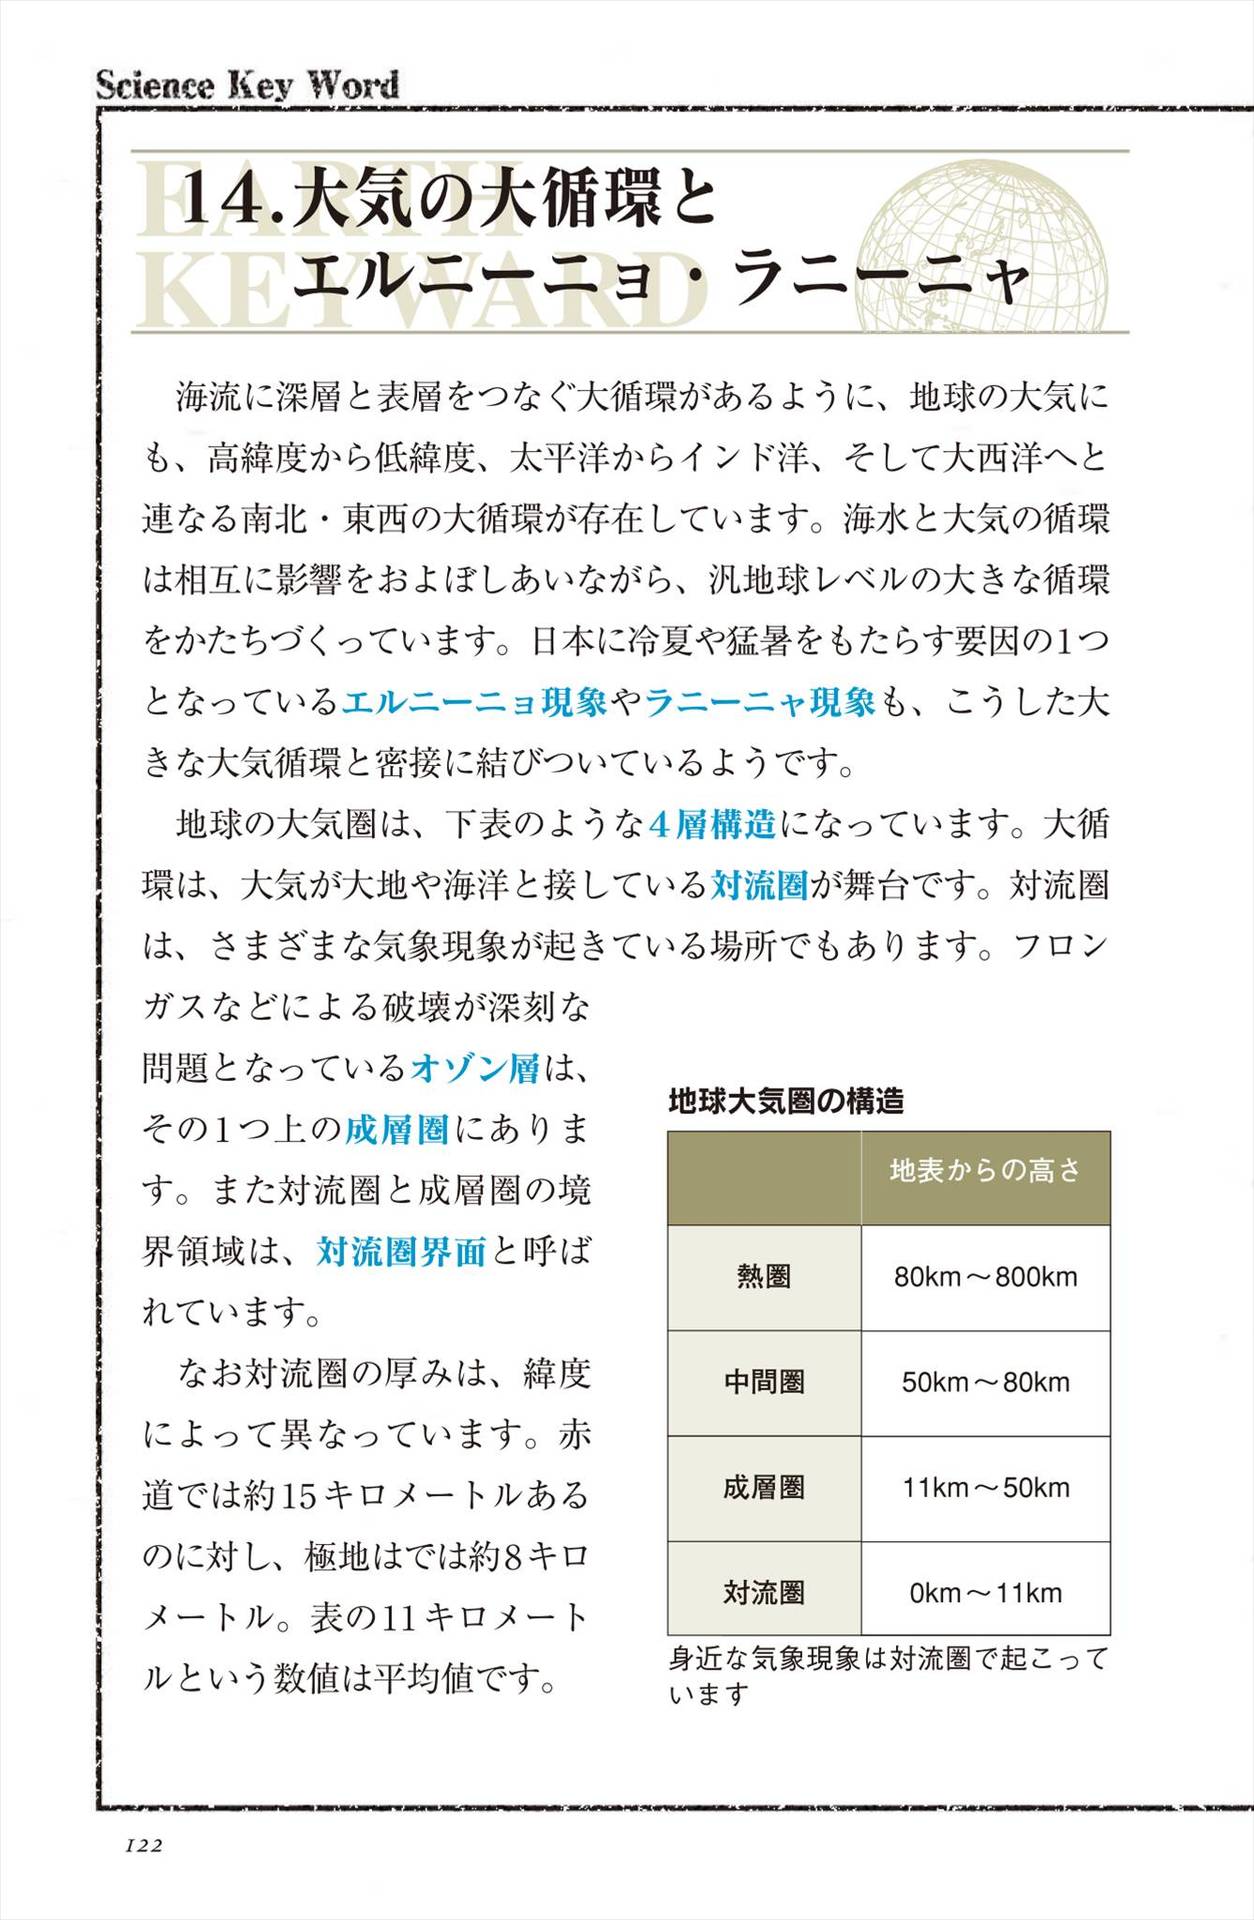 Science Key Word
EARTH
KEYWARD
14.大気の大循環と
エルニーニョ・ラニーニャ
海流に深層と表層をつなぐ大循環があるように、地球の大気に
も、高緯度から低緯度、太平洋からインド洋、そして大西洋へと
連なる南北・東西の大循環が存在しています。海水と大気の循環
は相互に影響をおよぼしあいながら、汎地球レベルの大きな循環
をかたちづくっています。日本に冷夏や猛暑をもたらす要因の1つ
となっているエルニーニョ現象やラニーニャ現象も、こうした大
きな大気循環と密接に結びついているようです。
地球の大気圏は、下表のような4層構造になっています。大循
環は、大気が大地や海洋と接している対流圏が舞台です。対流圏
は、さまざまな気象現象が起きている場所でもあります。フロン
ガスなどによる破壊が深刻な
問題となっているオゾン層は、
その1つ上の成層圏にありま
す。また対流圏と成層圏の境
界領域は、対流圏界面と呼ば
れています。
なお対流圏の厚みは、緯度
によって異なっています。赤
道では約15キロメートルある
のに対し、極地はでは約8キロ
メートル。表の11キロメート
ルという数値は平均値です。
地球大気圏の構造
地表からの高さ
熱圏 80km～800km
中間圏 50km～80km
成層圏 11km～50km
対流圏 0km～11km
身近な気象現象は対流圏で起こって
います
122